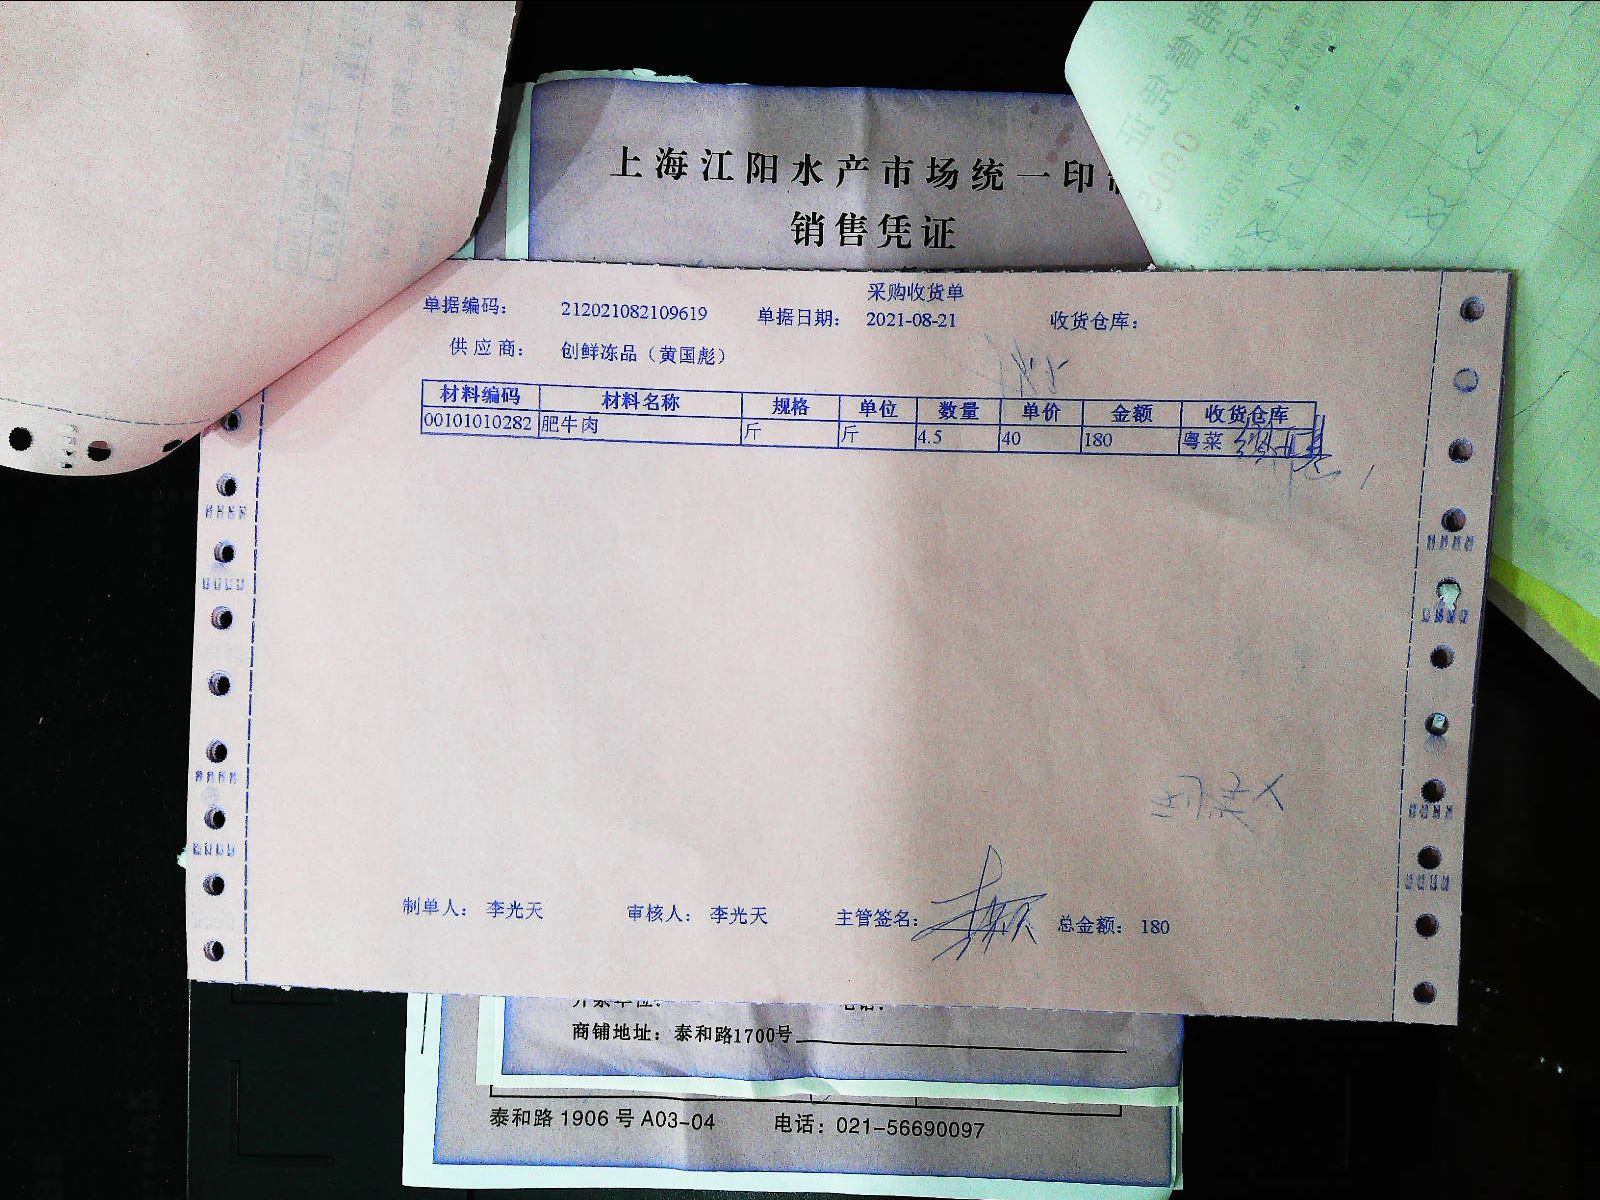 上海江阳水产市场统一印
销售凭证
采购收货单
单据编码： 212021082109619 单据日期： 2021-08-21 收货仓库：
供应商： 创鲜冻品（黄国彪）
材料编码 材料名称 规格 单位 数量 单价 金额 收货仓库
00101010282 肥牛肉 斤 斤 4.5 40 180 粤菜
制单人： 李光天 审核人： 李光天 主管签名： 总金额： 180
商铺地址：泰和路1700号
泰和路 1906 号 A03-04 电话：021-56690097